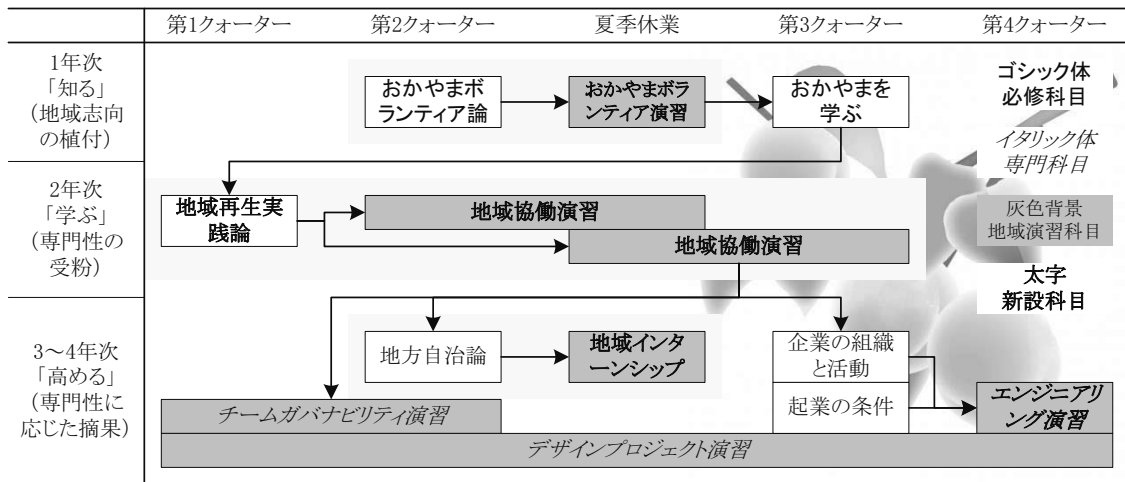 第1クォーター
第2クォーター
夏季休業
第3クォーター
第4クォーター
1年次
「知る」
(地域志向
の植付)
おかやまボ
ランティア論
おかやまボラ
ンティア演習
おかやまを
学ぶ
ゴシック体
必修科目
イタリック体
専門科目
2年次
「学ぶ」
(専門性の
受粉)
地域再生実
践論
地域協働演習
地域協働演習
灰色背景
地域演習科目
太字
新設科目
3～4年次
「高める」
(専門性に
応じた摘果)
地方自治論
地域インタ
ーンシップ
企業の組織
と活動
起業の条件
エンジニアリ
ング演習
チームガバナビリティ演習
デザインプロジェクト演習